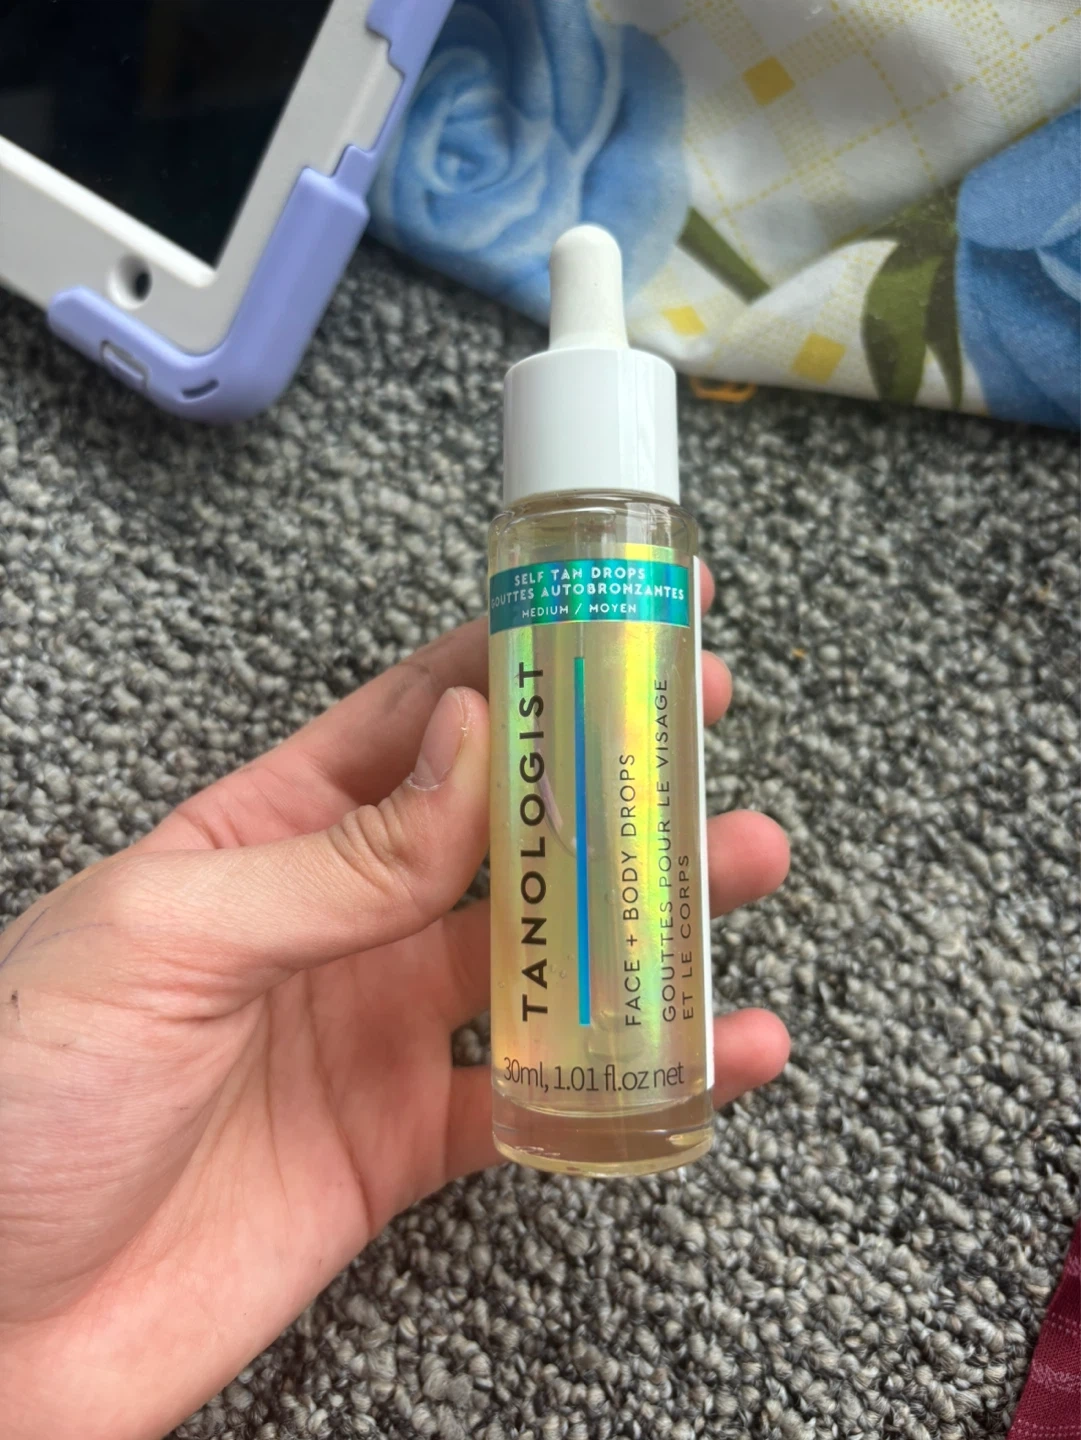 SELF TAN DROPS
GOUTTES AUTOBRONZANTES
MEDIUM / MOYEN
TANOLOGIST
FACE + BODY DROPS
GOUTTES POUR LE VISAGE
ET LE CORPS
30ml, 1.01 fl.oz net